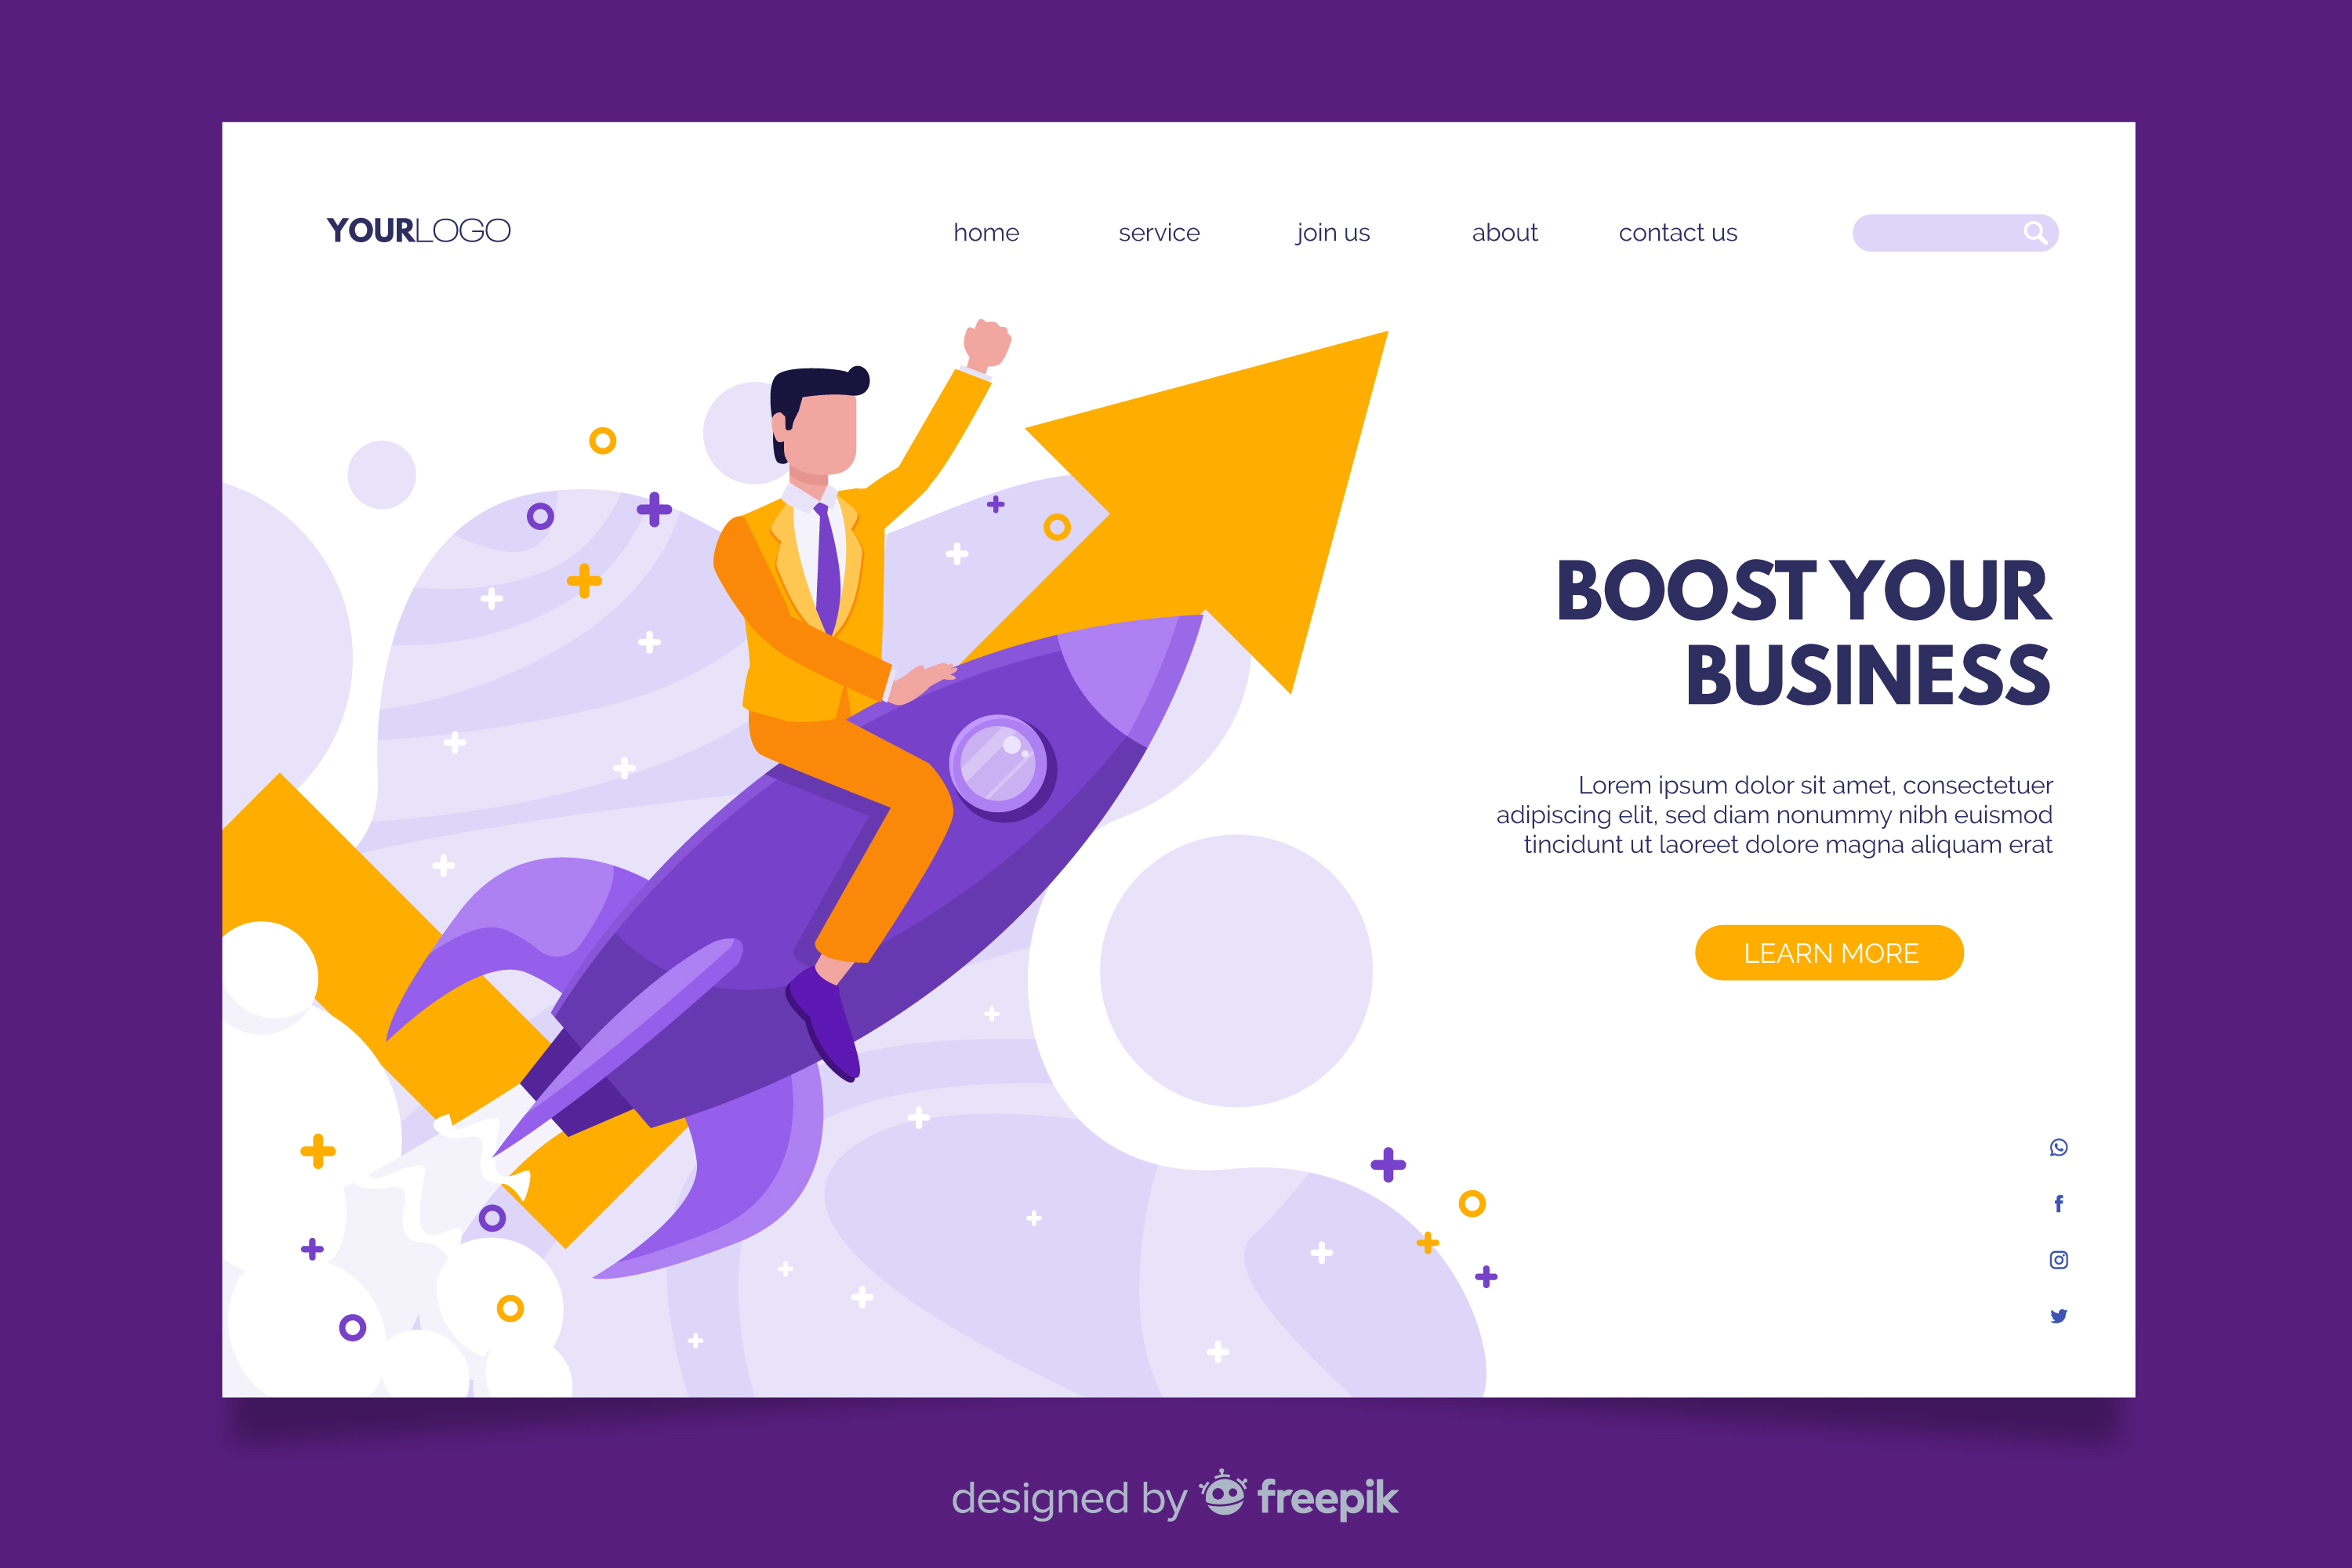 YOURLOGO
home service join us about contact us
BOOST YOUR
BUSINESS
Lorem ipsum dolor sit amet, consectetuer
adipiscing elit, sed diam nonummy nibh euismod
tincidunt ut laoreet dolore magna aliquam erat
LEARN MORE
designed by freepik